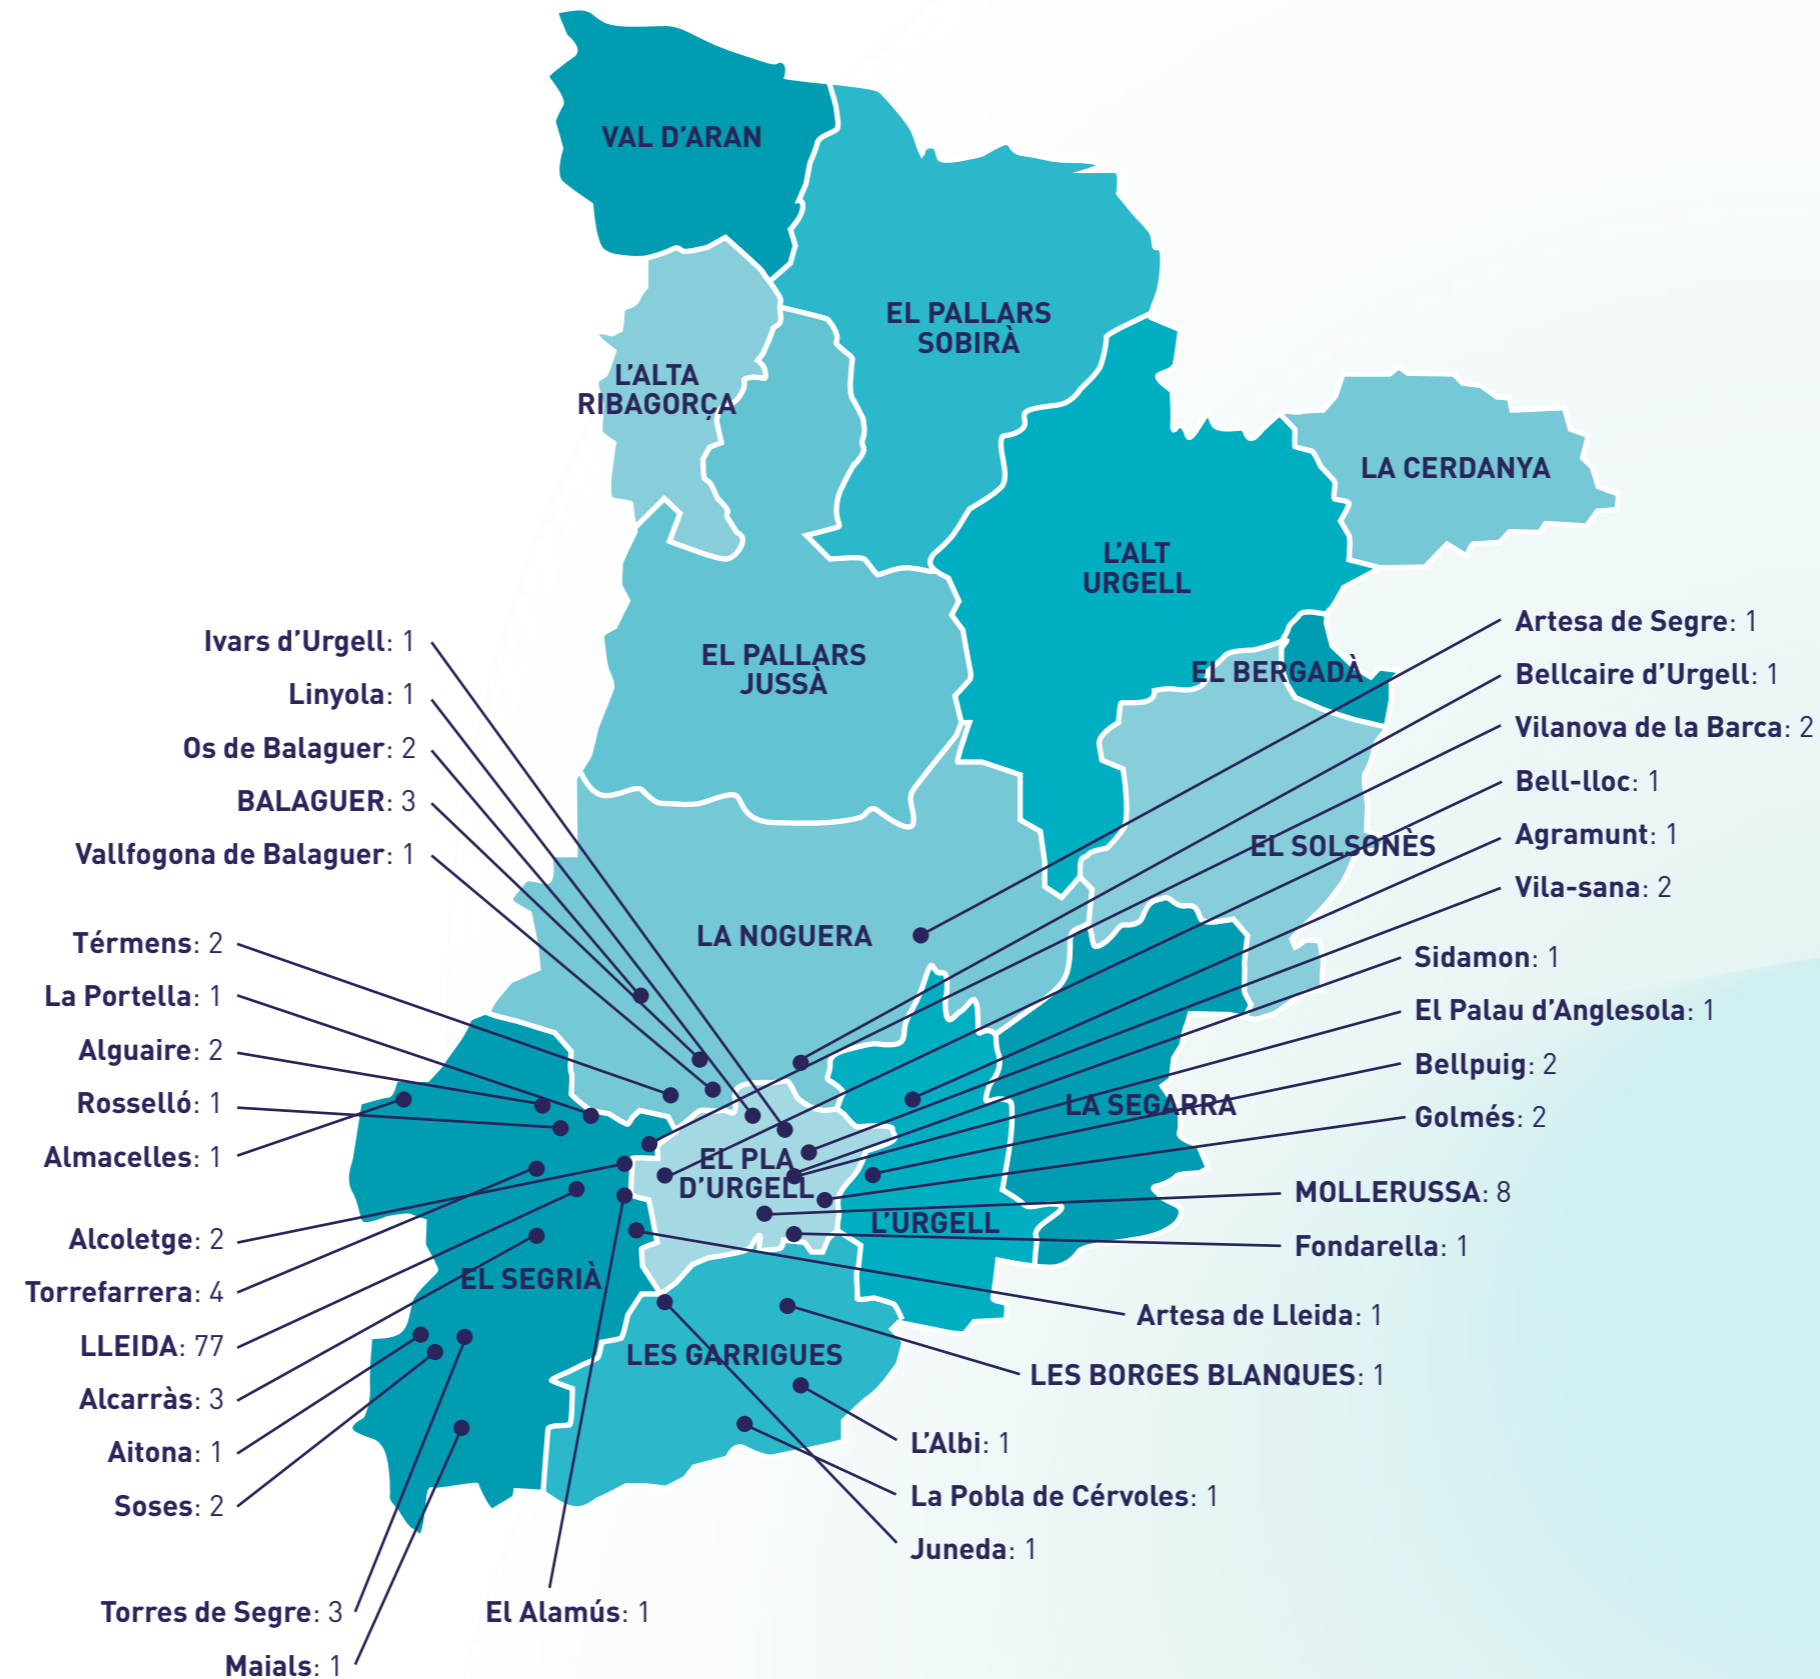 VAL D’ARAN
EL PALLARS
SOBIRÀ
L’ALTA
RIBAGORÇA
LA CERDANYA
L’ALT
URGELL
EL PALLARS
JUSSÀ
EL BERGADÀ
EL SOLSONÈS
LA NOGUERA
LA SEGARRA
EL PLA
D’URGELL
L’URGELL
EL SEGRIÀ
LES GARRIGUES
Ivars d’Urgell: 1
Linyola: 1
Os de Balaguer: 2
BALAGUER: 3
Vallfogona de Balaguer: 1
Térmens: 2
La Portella: 1
Alguaire: 2
Rosselló: 1
Almacelles: 1
Alcoletge: 2
Torrefarrera: 4
LLEIDA: 77
Alcarràs: 3
Aitona: 1
Soses: 2
Torres de Segre: 3
Maials: 1
El Alamús: 1
Artesa de Segre: 1
Bellcaire d’Urgell: 1
Vilanova de la Barca: 2
Bell-lloc: 1
Agramunt: 1
Vila-sana: 2
Sidamon: 1
El Palau d’Anglesola: 1
Bellpuig: 2
Golmés: 2
MOLLERUSSA: 8
Fondarella: 1
Artesa de Lleida: 1
LES BORGES BLANQUES: 1
L’Albi: 1
La Pobla de Cérvoles: 1
Juneda: 1